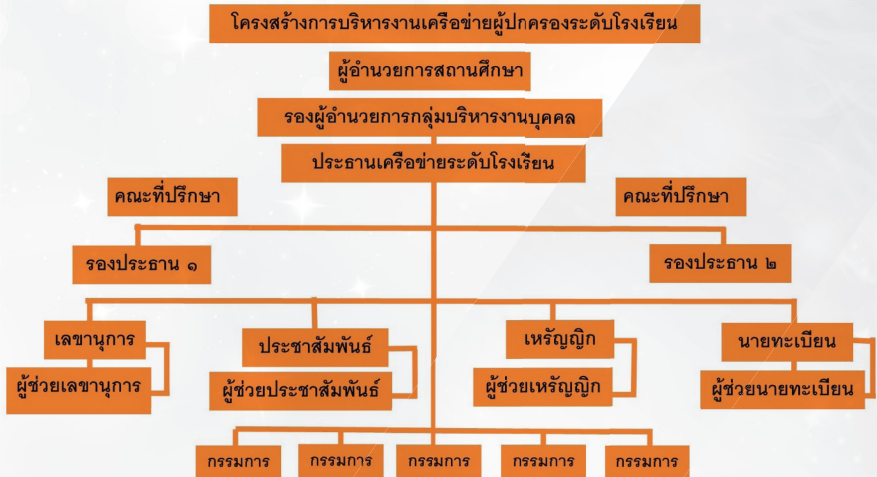 โครงสร้างการบริหารงานเครือข่ายผู้ปกครองระดับโรงเรียน
ผู้อำนวยการสถานศึกษา
รองผู้อำนวยการกลุ่มบริหารงานบุคคล
ประธานเครือข่ายระดับโรงเรียน
คณะที่ปรึกษา
คณะที่ปรึกษา
รองประธาน ๑
รองประธาน ๒
เลขานุการ
ประชาสัมพันธ์
เหรัญญิก
นายทะเบียน
ผู้ช่วยเลขานุการ
ผู้ช่วยประชาสัมพันธ์
ผู้ช่วยเหรัญญิก
ผู้ช่วยนายทะเบียน
กรรมการ
กรรมการ
กรรมการ
กรรมการ
กรรมการ